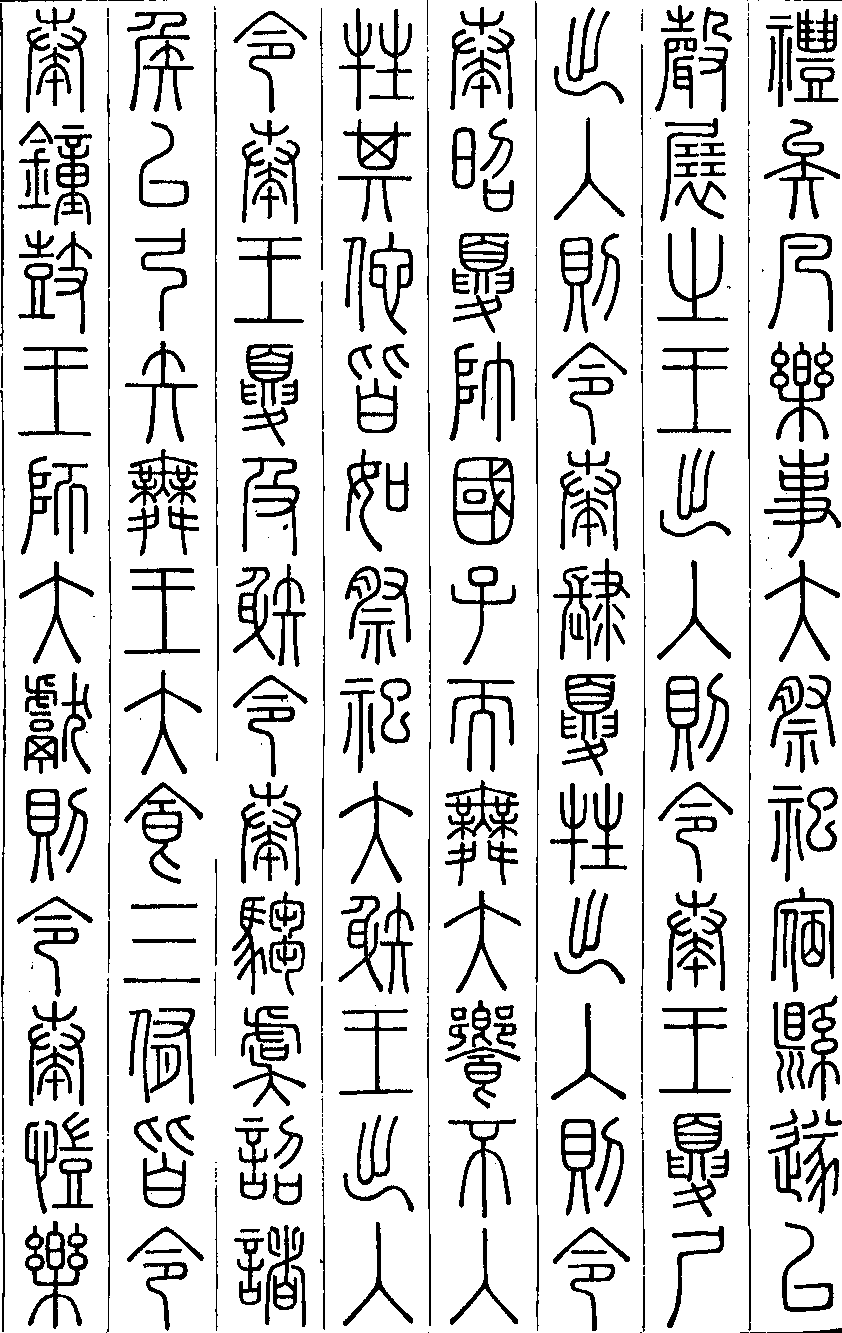 禮矣凡樂事大祭祀宿縣遂以
聲展之王出入則令奏王夏尸
出入則令奏肆夏牲出入則令
奏昭夏帥國子而舞大饗不入
牲其佗皆如祭祀大射王出入
令奏王夏及射令奏騶虞詔諸
侯以弓矢舞王大食三侑皆令
奏鐘鼓王師大獻則令奏愷樂